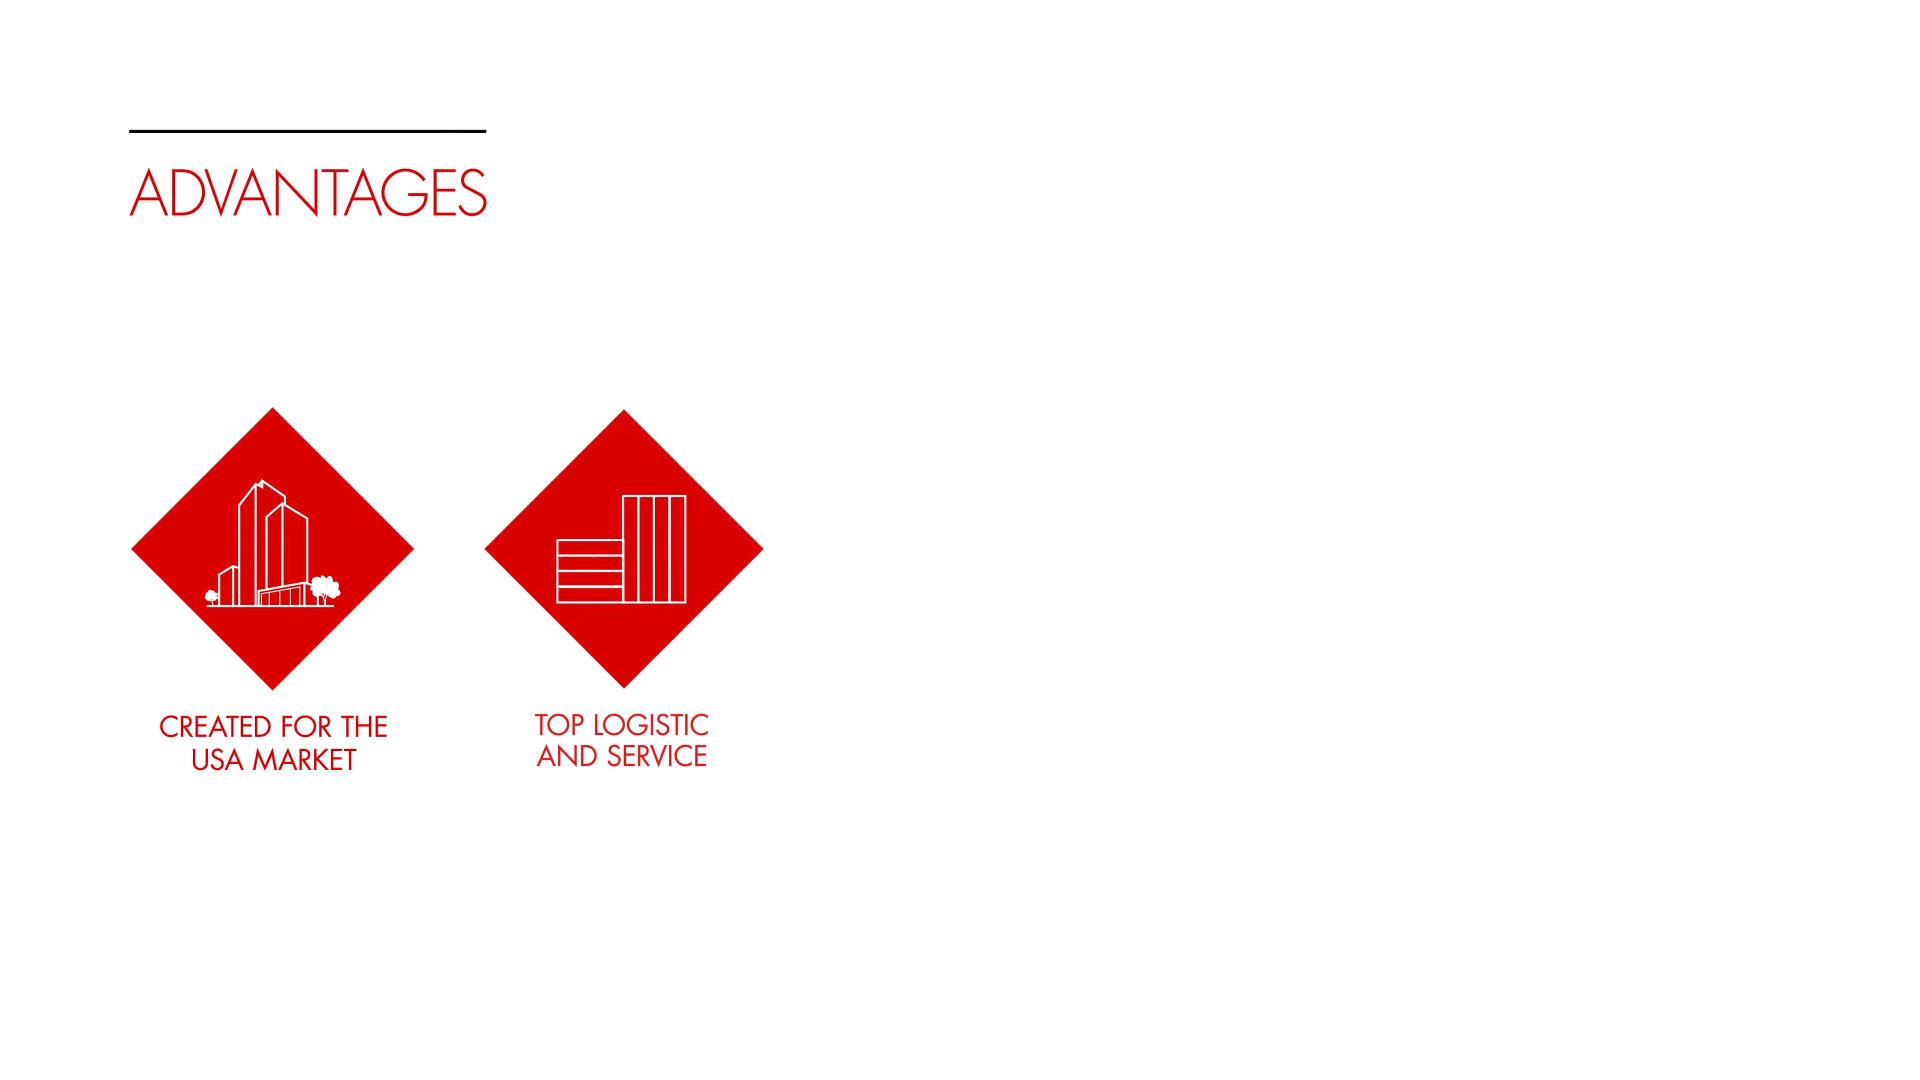 ADVANTAGES
CREATED FOR THE
USA MARKET
TOP LOGISTIC
AND SERVICE